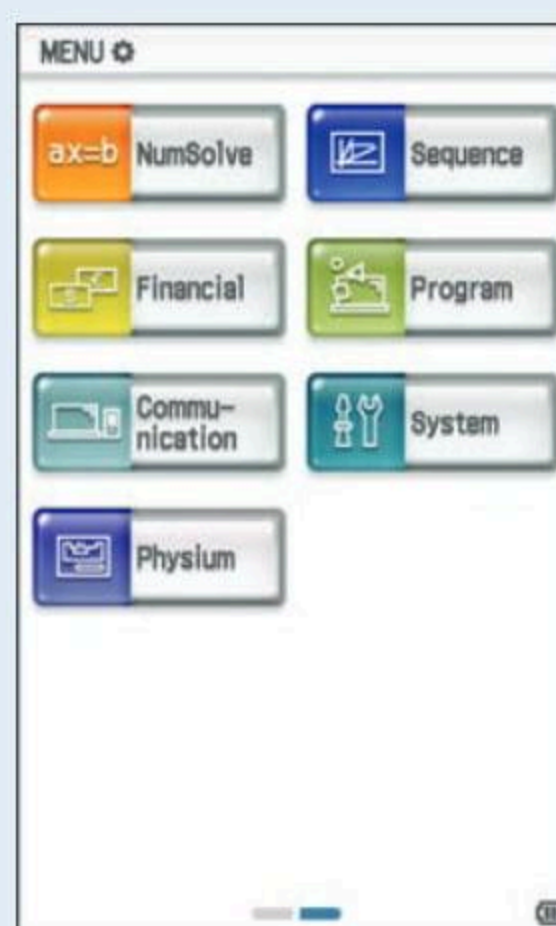 MENU
ax=b NumSolve
Sequence
Financial
Program
Commu-
nication
System
Physium